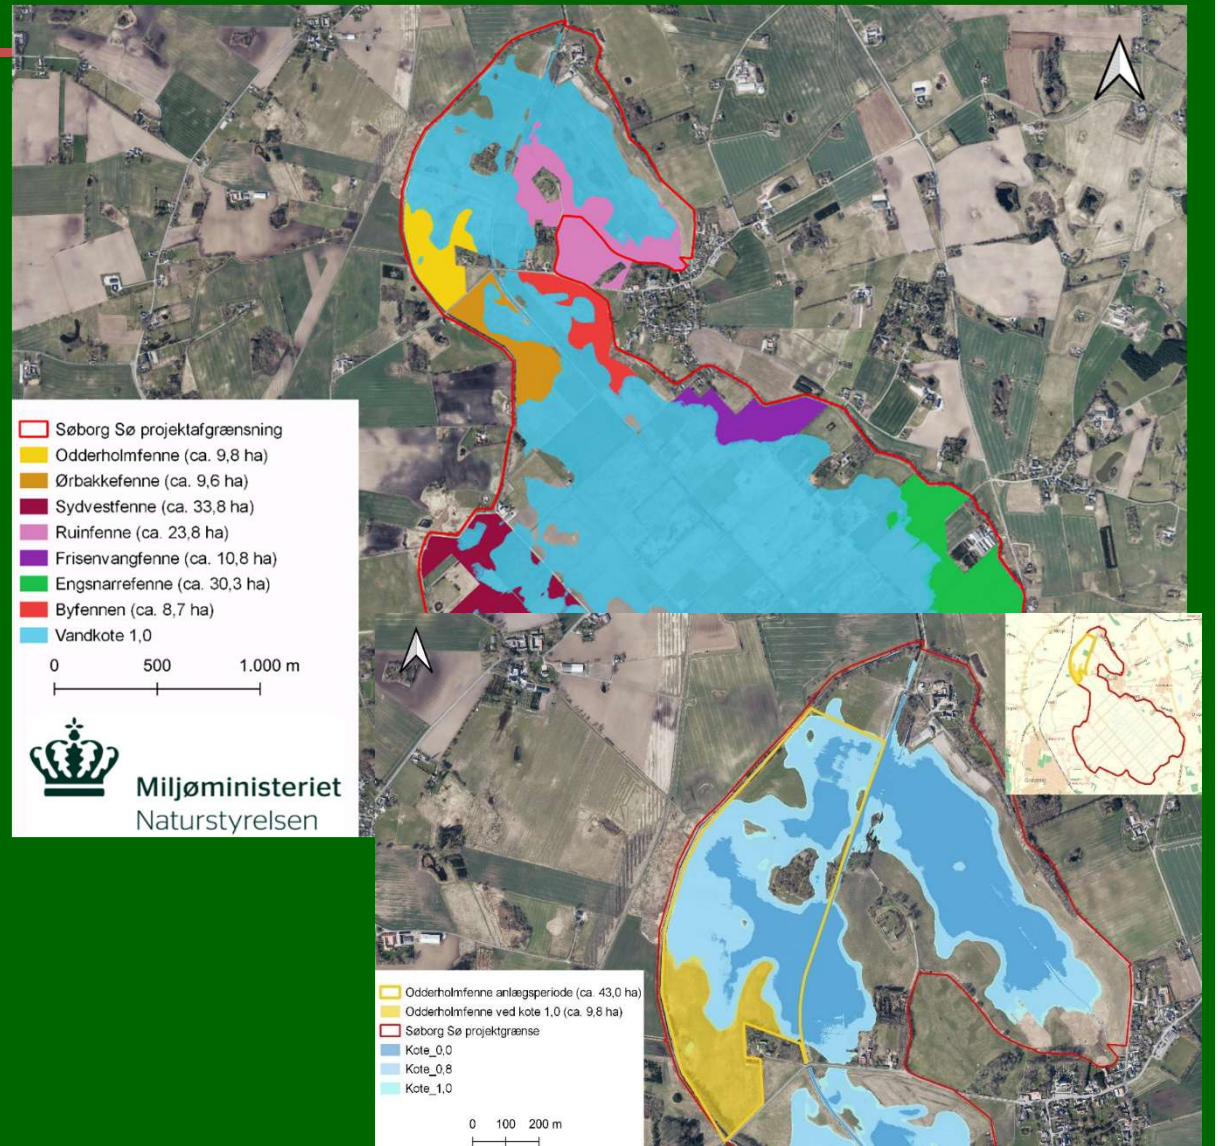 Søborg Sø projektafgrænsning
Odderholmfenne (ca. 9,8 ha)
Ørbakkefenne (ca. 9,6 ha)
Sydvestfenne (ca. 33,8 ha)
Ruinfenne (ca. 23,8 ha)
Frisenvangfenne (ca. 10,8 ha)
Engsnarrefenne (ca. 30,3 ha)
Byfennen (ca. 8,7 ha)
Vandkote 1,0
0 500 1.000 m
Miljøministeriet
Naturstyrelsen
Odderholmfenne anlægsperiode (ca. 43,0 ha)
Odderholmfenne ved kote 1,0 (ca. 9,8 ha)
Søborg Sø projektgrænse
Kote_0,0
Kote_0,8
Kote_1,0
0 100 200 m